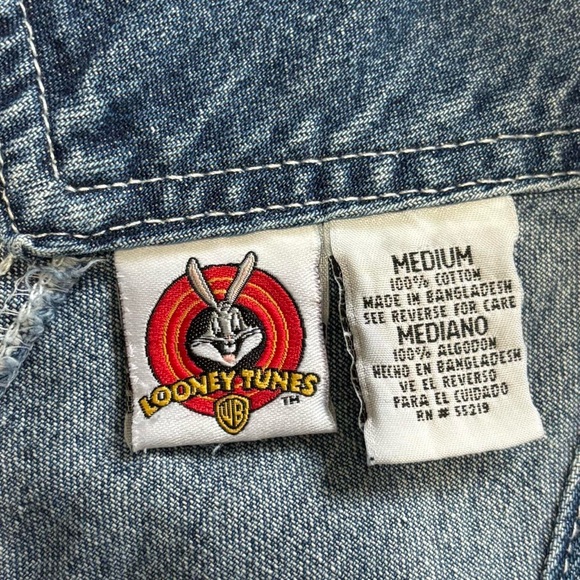 LOONEY TUNES
TM
WB
MEDIUM
100% COTTON
MADE IN BANGLADESH
SEE REVERSE FOR CARE
MEDIANO
100% ALGODON
HECHO EN BANGLADESH
VE EL REVERSO
PARA EL CUIDADO
RN # 55219